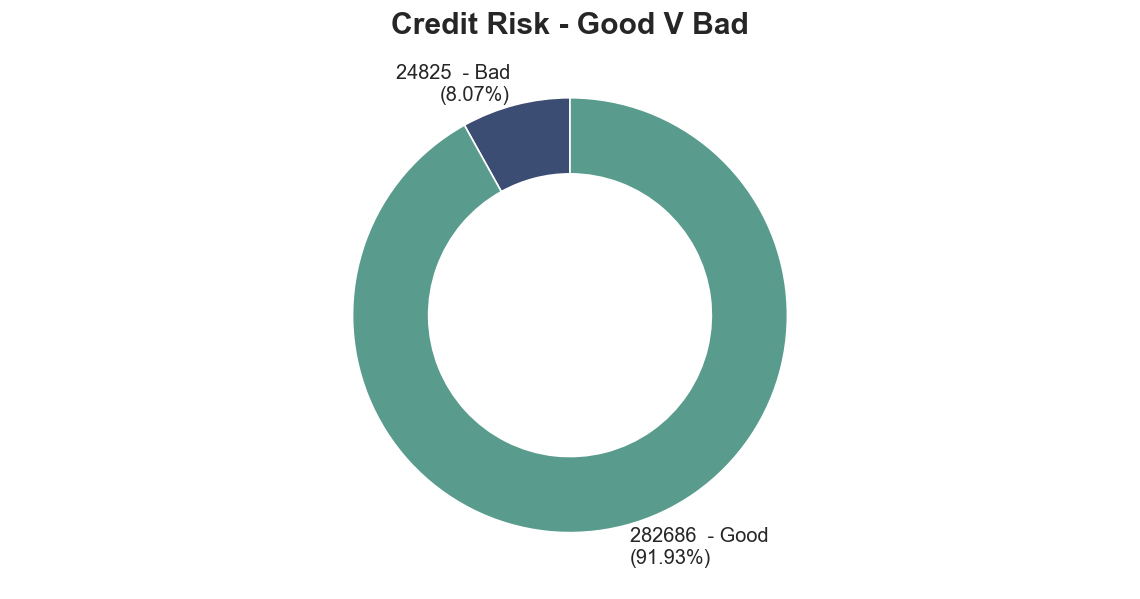 Credit Risk - Good V Bad
24825  - Bad
(8.07%)
282686  - Good
(91.93%)